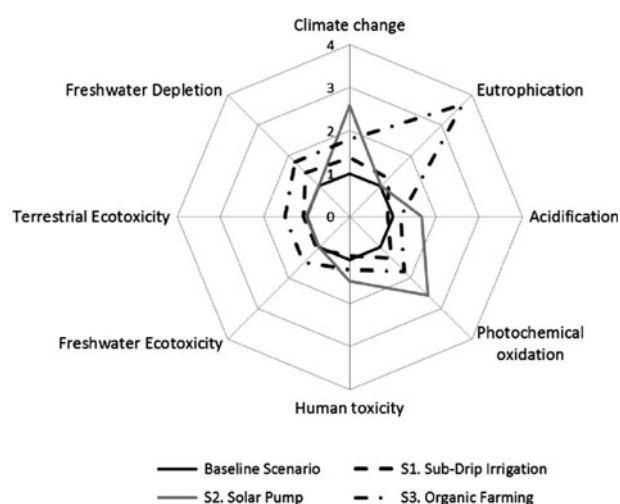 Climate change
4
3
2
1
0
Freshwater Depletion
Eutrophication
Terrestrial Ecotoxicity
Acidification
Freshwater Ecotoxicity
Photochemical
oxidation
Human toxicity
Baseline Scenario
S1. Sub-Drip Irrigation
S2. Solar Pump
S3. Organic Farming